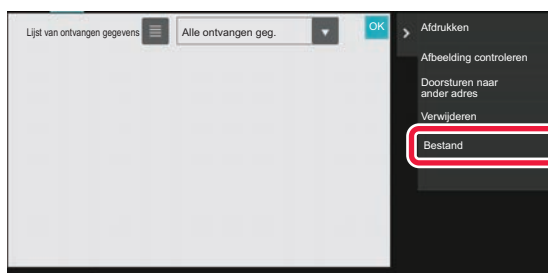 Lijst van ontvangen gegevens
Alle ontvangen geg.
OK
Afdrukken
Afbeelding controleren
Doorsturen naar
ander adres
Verwijderen
Bestand